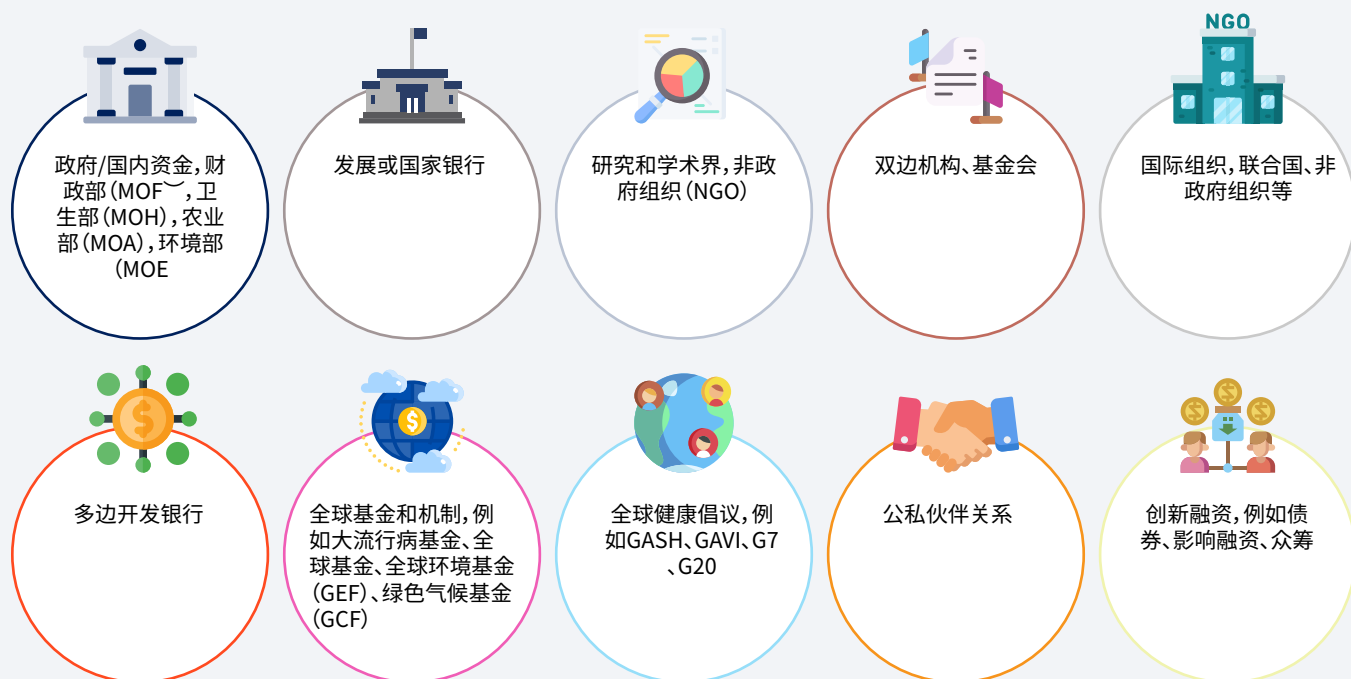 政府/国内资金，财
政部（MOF︶，卫
生部（MOH），农业
部（MOA），环境部
（MOE
发展或国家银行
研究和学术界，非政
府组织（NGO）
双边机构、基金会
NGO
国际组织，联合国、非
政府组织等
多边开发银行
全球基金和机制，例
如大流行病基金、全
球基金、全球环境基金
（GEF）、绿色气候基金
（GCF）
全球健康倡议，例
如GASH、GAVI、G7
、G20
公私伙伴关系
创新融资，例如债
券、影响融资、众筹